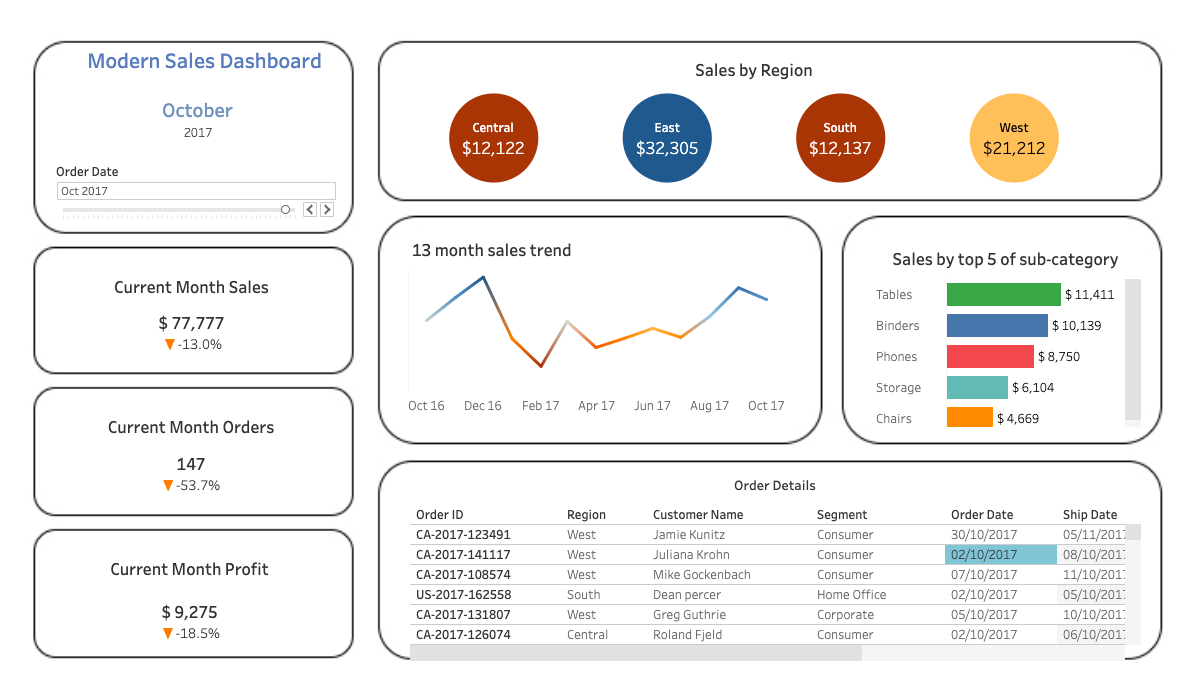 Modern Sales Dashboard
October
2017
Order Date
Oct 2017
Current Month Sales
$ 77,777
▼ -13.0%
Current Month Orders
147
▼ -53.7%
Current Month Profit
$ 9,275
▼ -18.5%
Sales by Region
Central East South West
$12,122 $32,305 $12,137 $21,212
13 month sales trend
Oct 16 Dec 16 Feb 17 Apr 17 Jun 17 Aug 17 Oct 17
Sales by top 5 of sub-category
Tables $ 11,411
Binders $ 10,139
Phones $ 8,750
Storage $ 6,104
Chairs $ 4,669
Order Details
Order ID Region Customer Name Segment Order Date Ship Date
CA-2017-123491 West Jamie Kunitz Consumer 30/10/2017 05/11/2017
CA-2017-141117 West Juliana Krohn Consumer 02/10/2017 08/10/2017
CA-2017-108574 West Mike Gockenbach Consumer 07/10/2017 11/10/2017
US-2017-162558 South Dean percer Home Office 02/10/2017 05/10/2017
CA-2017-131807 West Greg Guthrie Corporate 05/10/2017 10/10/2017
CA-2017-126074 Central Roland Fjeld Consumer 02/10/2017 06/10/2017